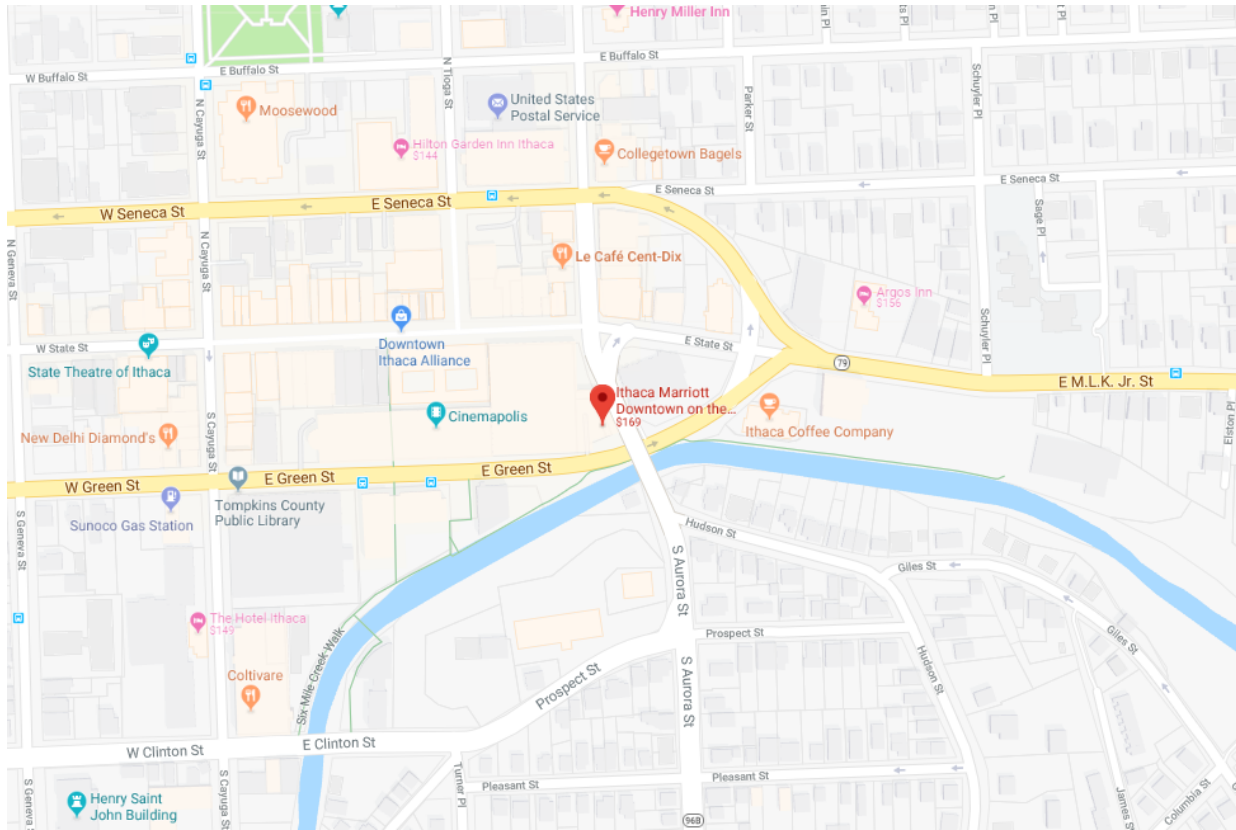 Henry Miller Inn
W Buffalo St
E Buffalo St
E Buffalo St
N Cayuga St
N Tioga St
Parker St
Schuyler Pl
Moosewood
United States
Postal Service
Hilton Garden Inn Ithaca
$144
Collegetown Bagels
E Seneca St
E Seneca St
W Seneca St
E Seneca St
Sage Pl
N Geneva St
N Cayuga St
Le Café Cent-Dix
Argos Inn
$156
Schuyler Pl
W State St
Downtown
Ithaca Alliance
E State St
State Theatre of Ithaca
79
E M.L.K. Jr. St
Ithaca Marriott
Downtown on the...
$169
Cinemapolis
Ithaca Coffee Company
Elston Pl
New Delhi Diamond's
S Cayuga St
W Green St
E Green St
E Green St
Tompkins County
Public Library
Sunoco Gas Station
S Geneva St
Hudson St
S Aurora St
Giles St
The Hotel Ithaca
$149
Six Mile Creek Walk
Prospect St
Giles St
Coltivare
Prospect St
S Aurora St
Hudson St
W Clinton St
E Clinton St
S Geneva St
S Cayuga St
Turner Pl
Pleasant St
Pleasant St
James St
Columbia St
Henry Saint
John Building
96B